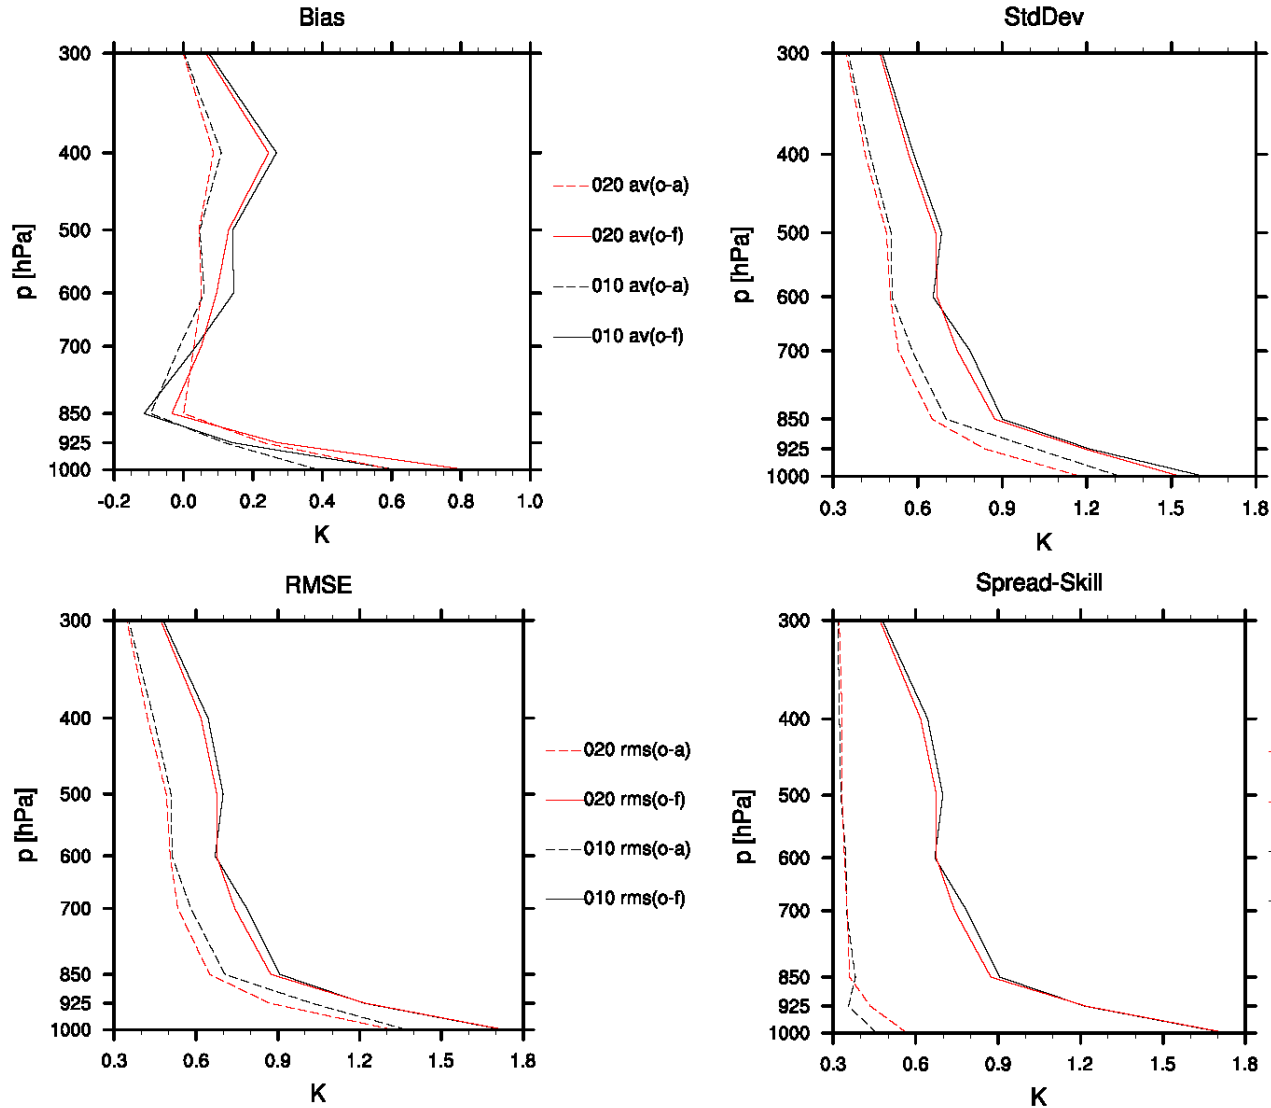 Bias
300
400
500
600
700
850
925
1000
p [hPa]
-0.2 0.0 0.2 0.4 0.6 0.8 1.0
K
020 av(o-a)
020 av(o-f)
010 av(o-a)
010 av(o-f)
StdDev
300
400
500
600
700
850
925
1000
p [hPa]
0.3 0.6 0.9 1.2 1.5 1.8
K
RMSE
300
400
500
600
700
850
925
1000
p [hPa]
0.3 0.6 0.9 1.2 1.5 1.8
K
020 rms(o-a)
020 rms(o-f)
010 rms(o-a)
010 rms(o-f)
Spread-Skill
300
400
500
600
700
850
925
1000
p [hPa]
0.3 0.6 0.9 1.2 1.5 1.8
K